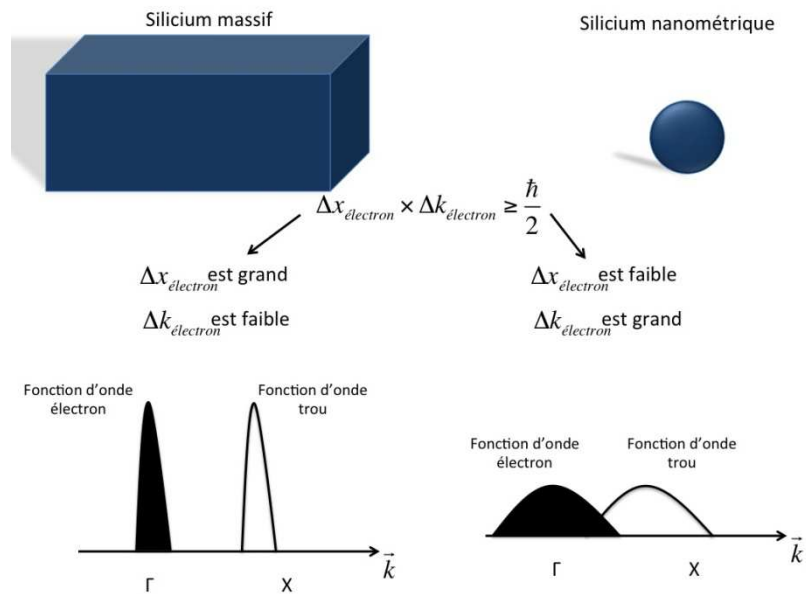 Silicium massif
Silicium nanométrique
Δx_électron × Δk_électron ≥ ħ/2
Δx_électron est grand
Δk_électron est faible
Δx_électron est faible
Δk_électron est grand
Fonction d'onde
électron
Fonction d'onde
trou
k⃗
Γ
X
Fonction d'onde
électron
Fonction d'onde
trou
k⃗
Γ
X